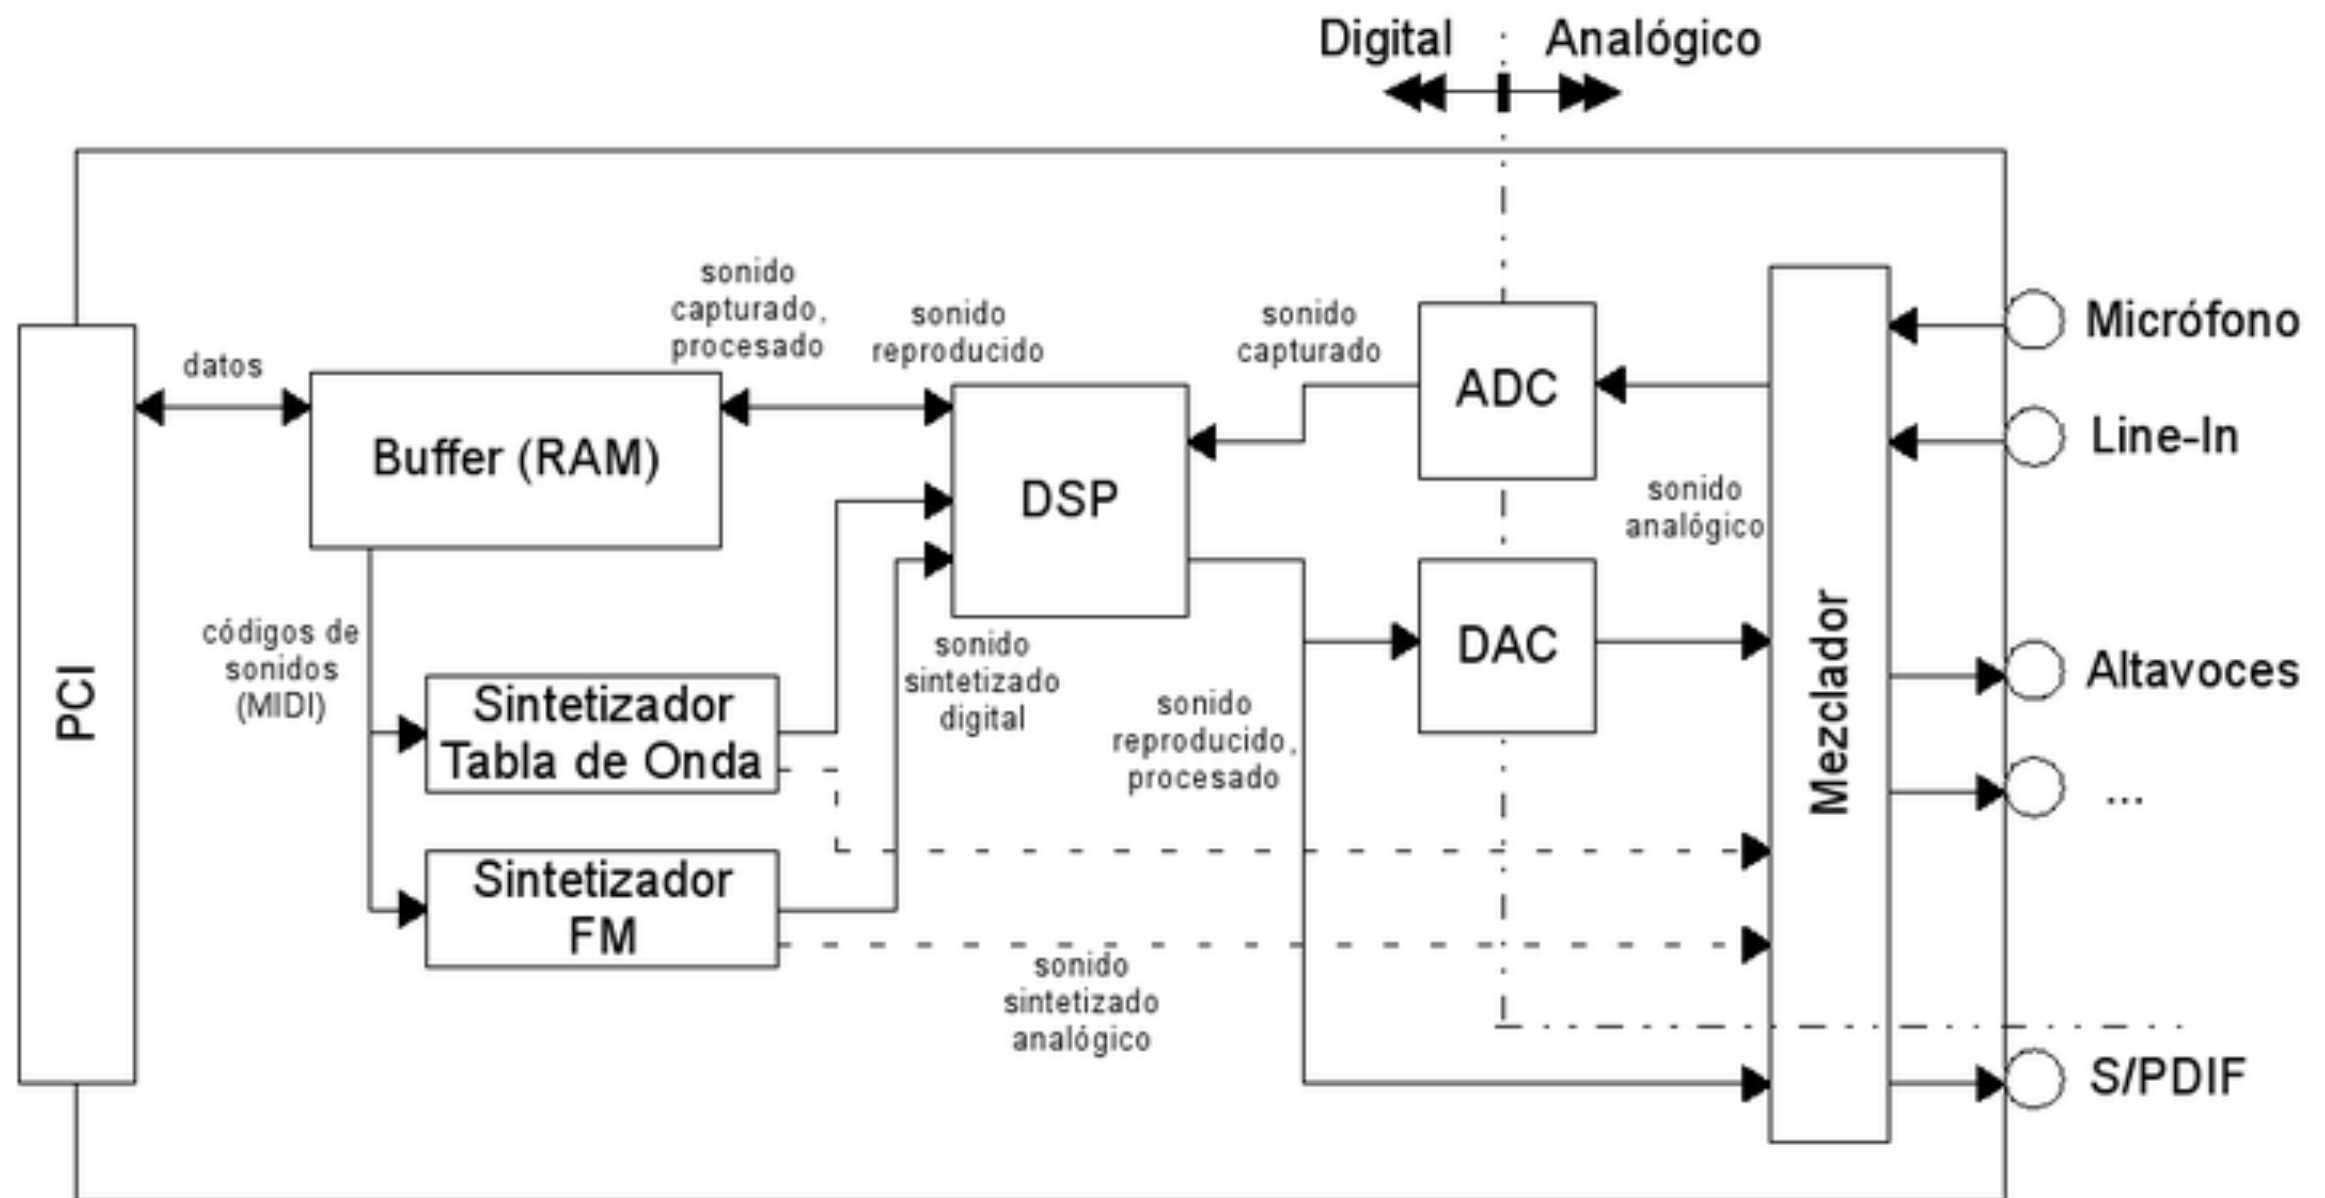 Digital
Analógico
sonido
capturado,
procesado
sonido
reproducido
sonido
capturado
datos
Buffer (RAM)
DSP
ADC
Micrófono
Line-In
sonido
analógico
PCI
códigos de
sonidos
(MIDI)
Sintetizador
Tabla de Onda
sonido
sintetizado
digital
sonido
reproducido,
procesado
DAC
Mezclador
Altavoces
...
Sintetizador
FM
sonido
sintetizado
analógico
S/PDIF